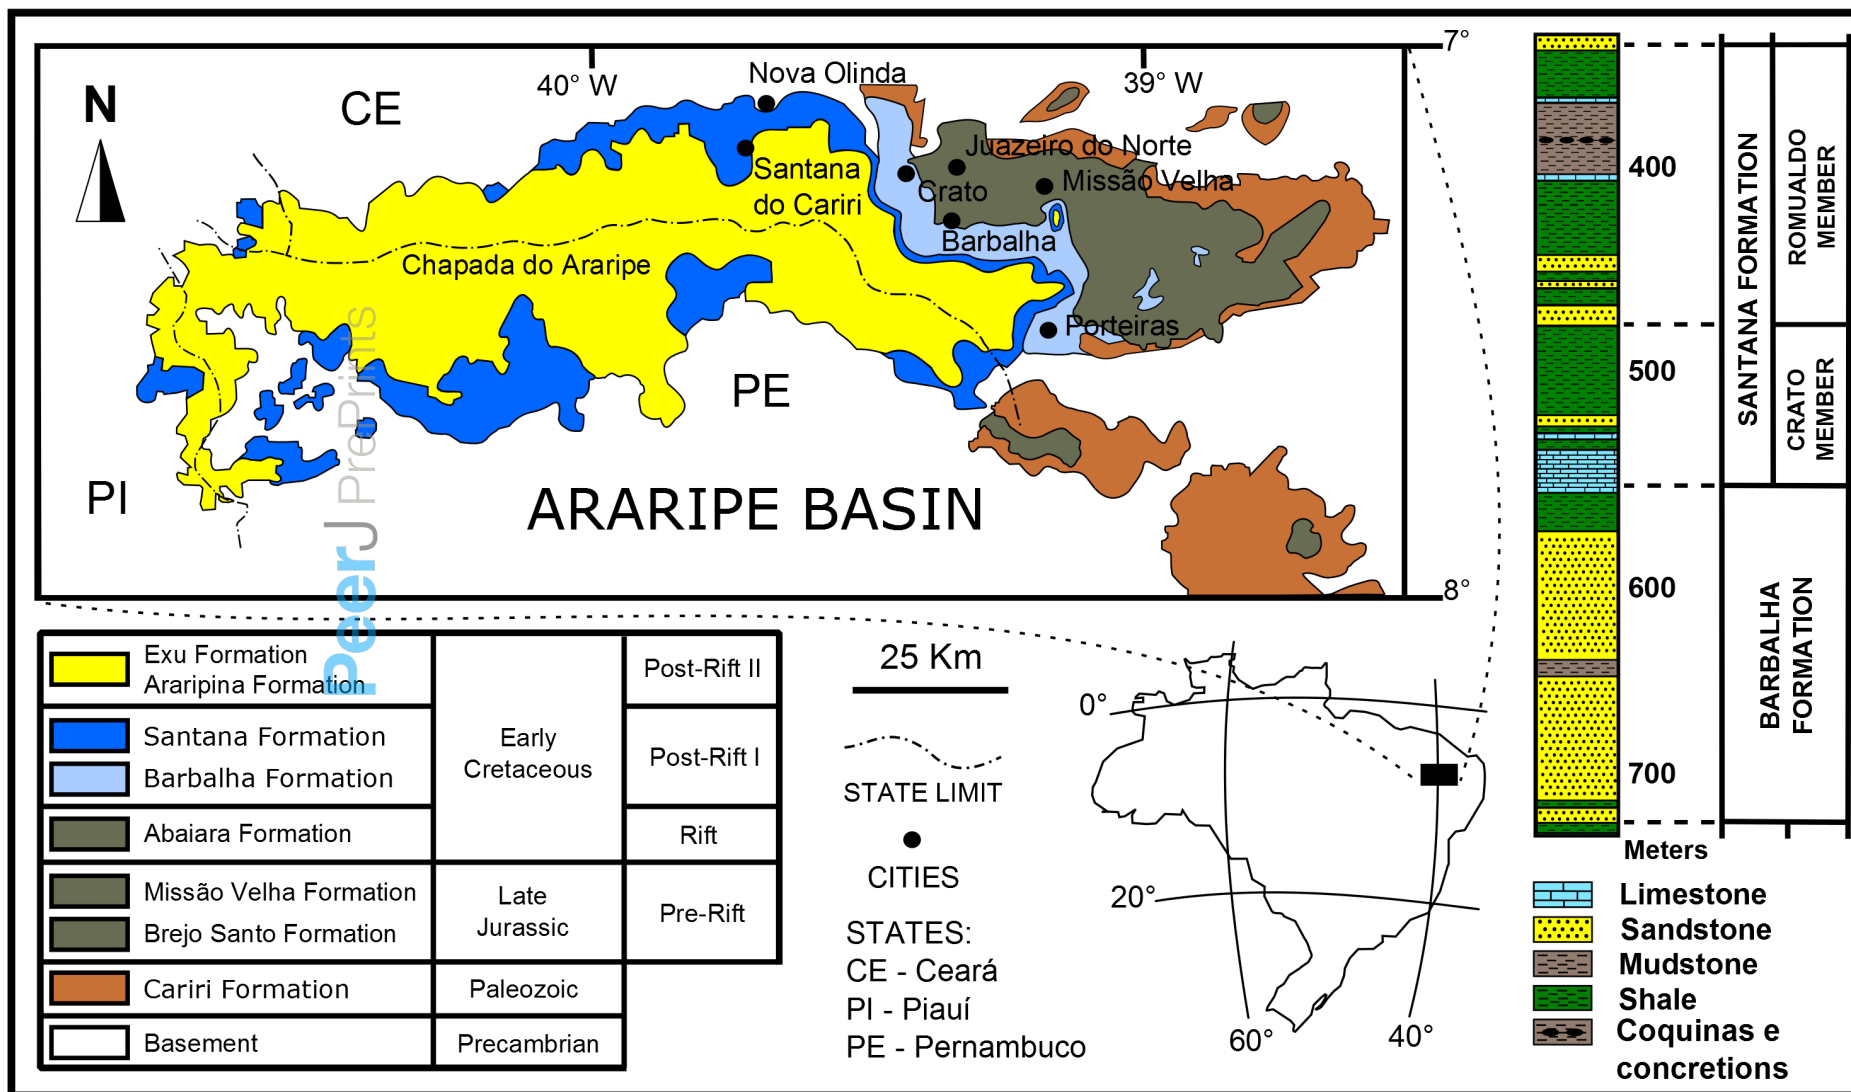 7°
40° W
39° W
Nova Olinda
CE
N
Juazeiro do Norte
Santana
do Cariri
Crato
Missão Velha
Barbalha
Chapada do Araripe
Porteiras
PE
PI
ARARIPE BASIN
8°
PeerJ PrePrints
Exu Formation
Araripina Formation
Post-Rift II
Santana Formation
Barbalha Formation
Early
Cretaceous
Post-Rift I
Abaiara Formation
Rift
Missão Velha Formation
Brejo Santo Formation
Late
Jurassic
Pre-Rift
Cariri Formation
Paleozoic
Basement
Precambrian
25 Km
STATE LIMIT
CITIES
STATES:
CE - Ceará
PI - Piauí
PE - Pernambuco
0°
20°
60°
40°
400
500
600
700
Meters
SANTANA FORMATION
ROMUALDO
MEMBER
CRATO
MEMBER
BARBALHA
FORMATION
Limestone
Sandstone
Mudstone
Shale
Coquinas e
concretions